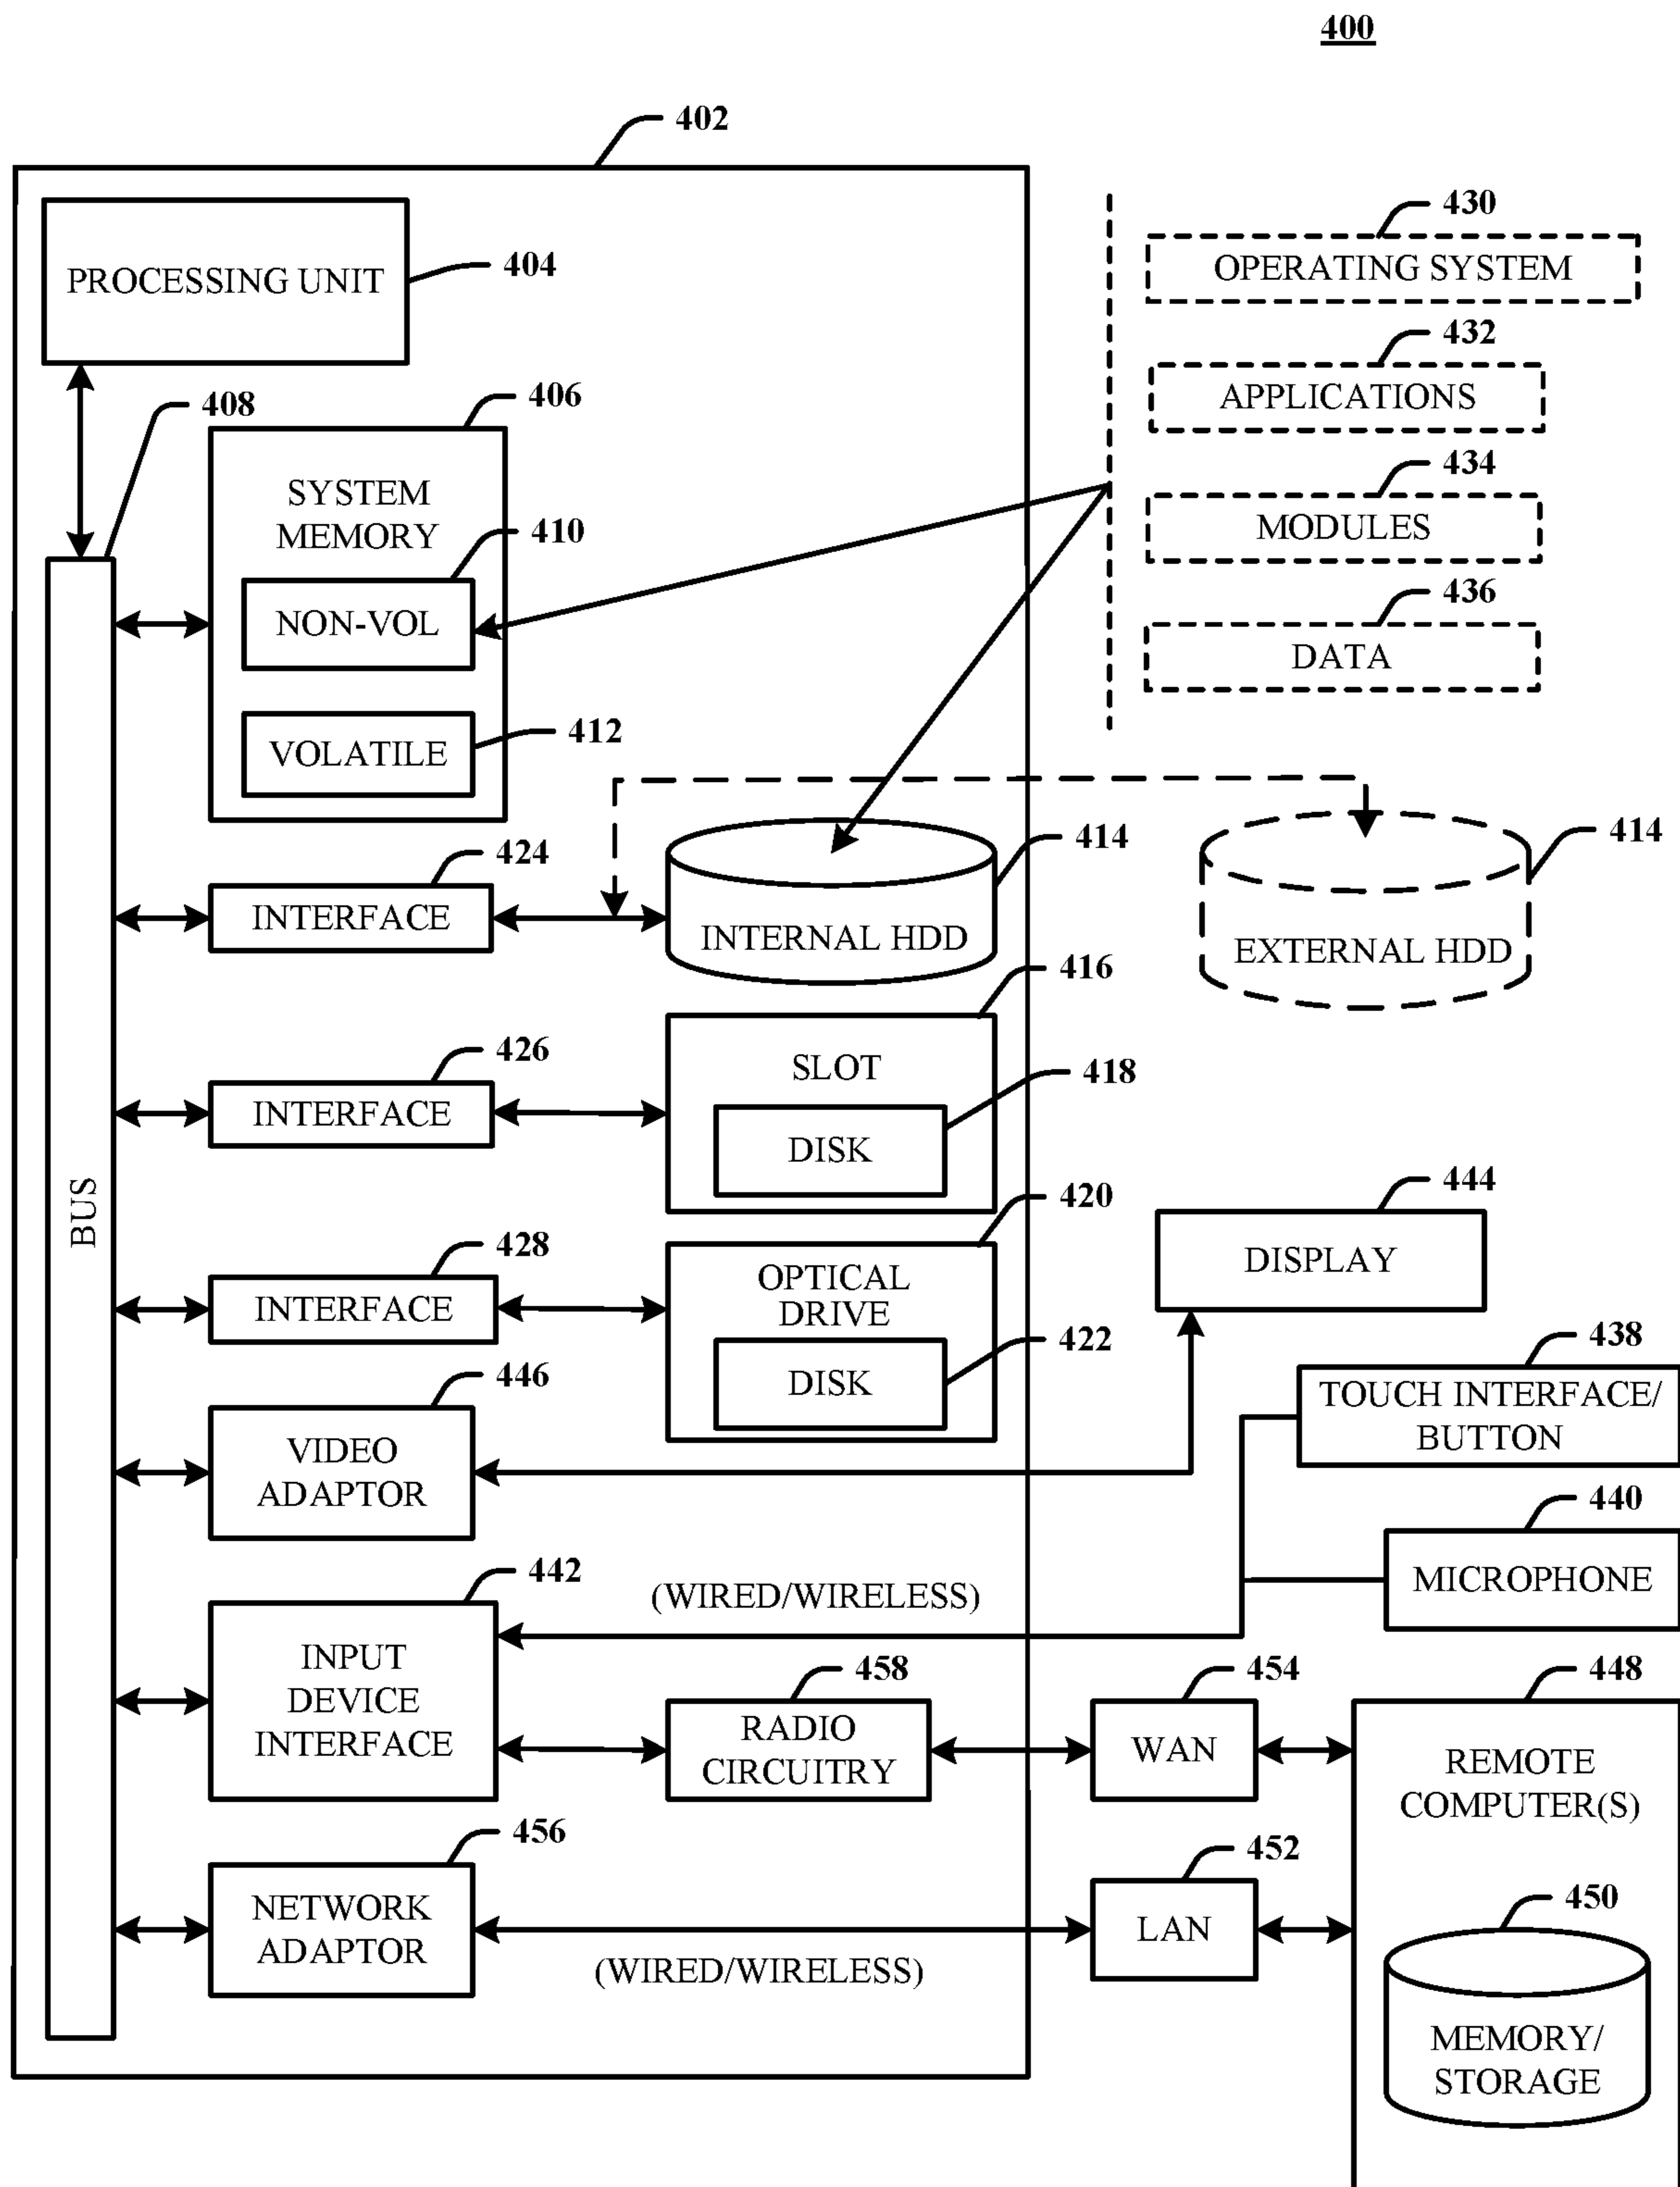 400
402
PROCESSING UNIT
404
430
OPERATING SYSTEM
432
APPLICATIONS
434
MODULES
436
DATA
408
406
SYSTEM
MEMORY
410
NON-VOL
412
VOLATILE
BUS
424
INTERFACE
414
INTERNAL HDD
414
EXTERNAL HDD
426
INTERFACE
416
SLOT
418
DISK
428
INTERFACE
420
OPTICAL
DRIVE
422
DISK
444
DISPLAY
446
VIDEO
ADAPTOR
438
TOUCH INTERFACE/
BUTTON
440
MICROPHONE
442
INPUT
DEVICE
INTERFACE
(WIRED/WIRELESS)
458
RADIO
CIRCUITRY
454
WAN
448
REMOTE
COMPUTER(S)
456
NETWORK
ADAPTOR
(WIRED/WIRELESS)
452
LAN
450
MEMORY/
STORAGE